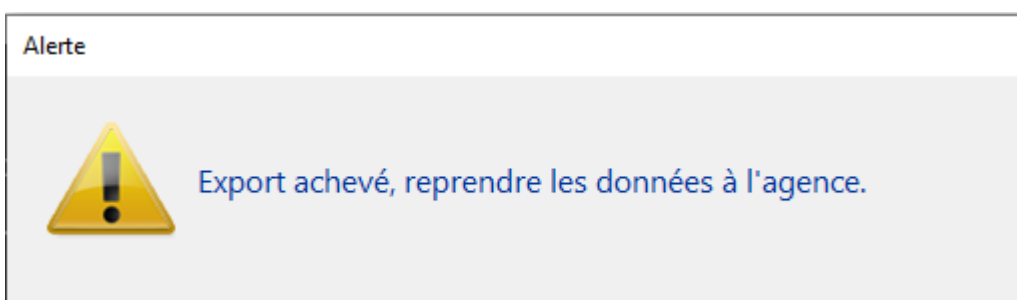 Alerte
Export achevé, reprendre les données à l'agence.